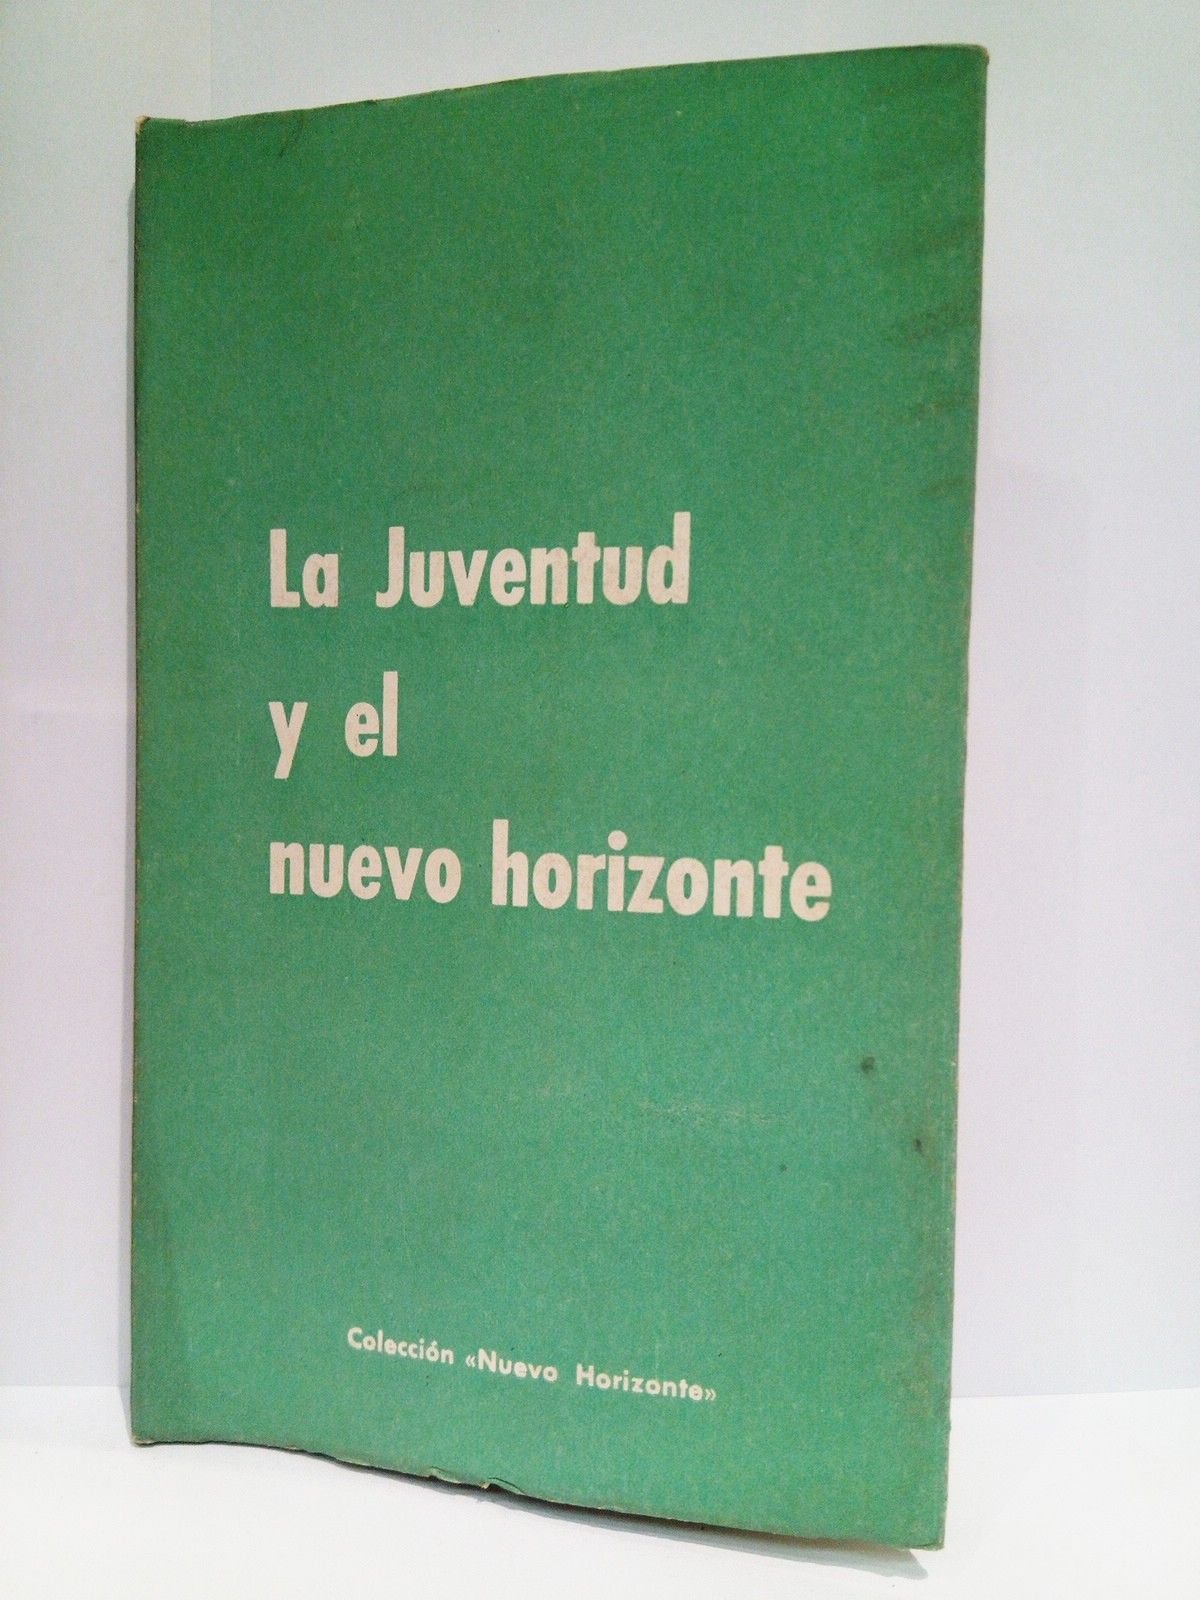 La Juventud
y el
nuevo horizonte
Colección «Nuevo Horizonte»